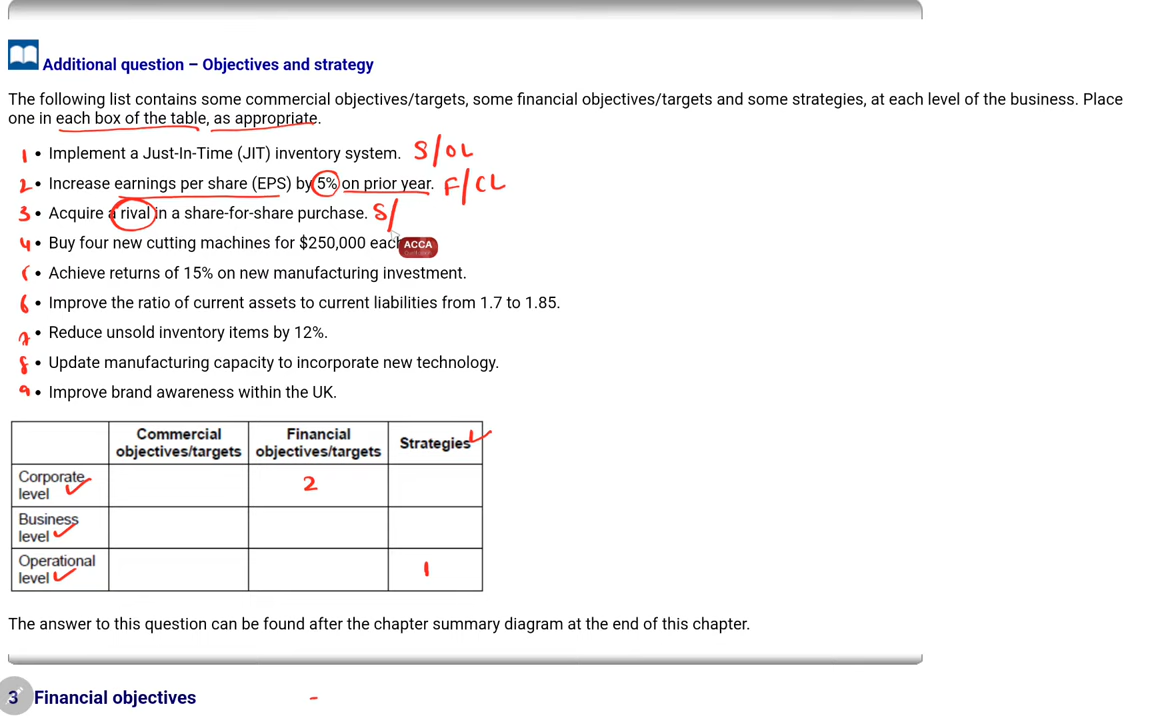 Additional question – Objectives and strategy
The following list contains some commercial objectives/targets, some financial objectives/targets and some strategies, at each level of the business. Place
one in each box of the table, as appropriate.
1 • Implement a Just-In-Time (JIT) inventory system. S/OL
2 • Increase earnings per share (EPS) by 5% on prior year. F/CL
3 • Acquire a rival in a share-for-share purchase. S/
4 • Buy four new cutting machines for $250,000 each ACCA
• Achieve returns of 15% on new manufacturing investment.
6 • Improve the ratio of current assets to current liabilities from 1.7 to 1.85.
7 • Reduce unsold inventory items by 12%.
8 • Update manufacturing capacity to incorporate new technology.
9 • Improve brand awareness within the UK.
Commercial objectives/targets
Financial objectives/targets
Strategies
Corporate level
2
Business level
Operational level
1
The answer to this question can be found after the chapter summary diagram at the end of this chapter.
3 Financial objectives